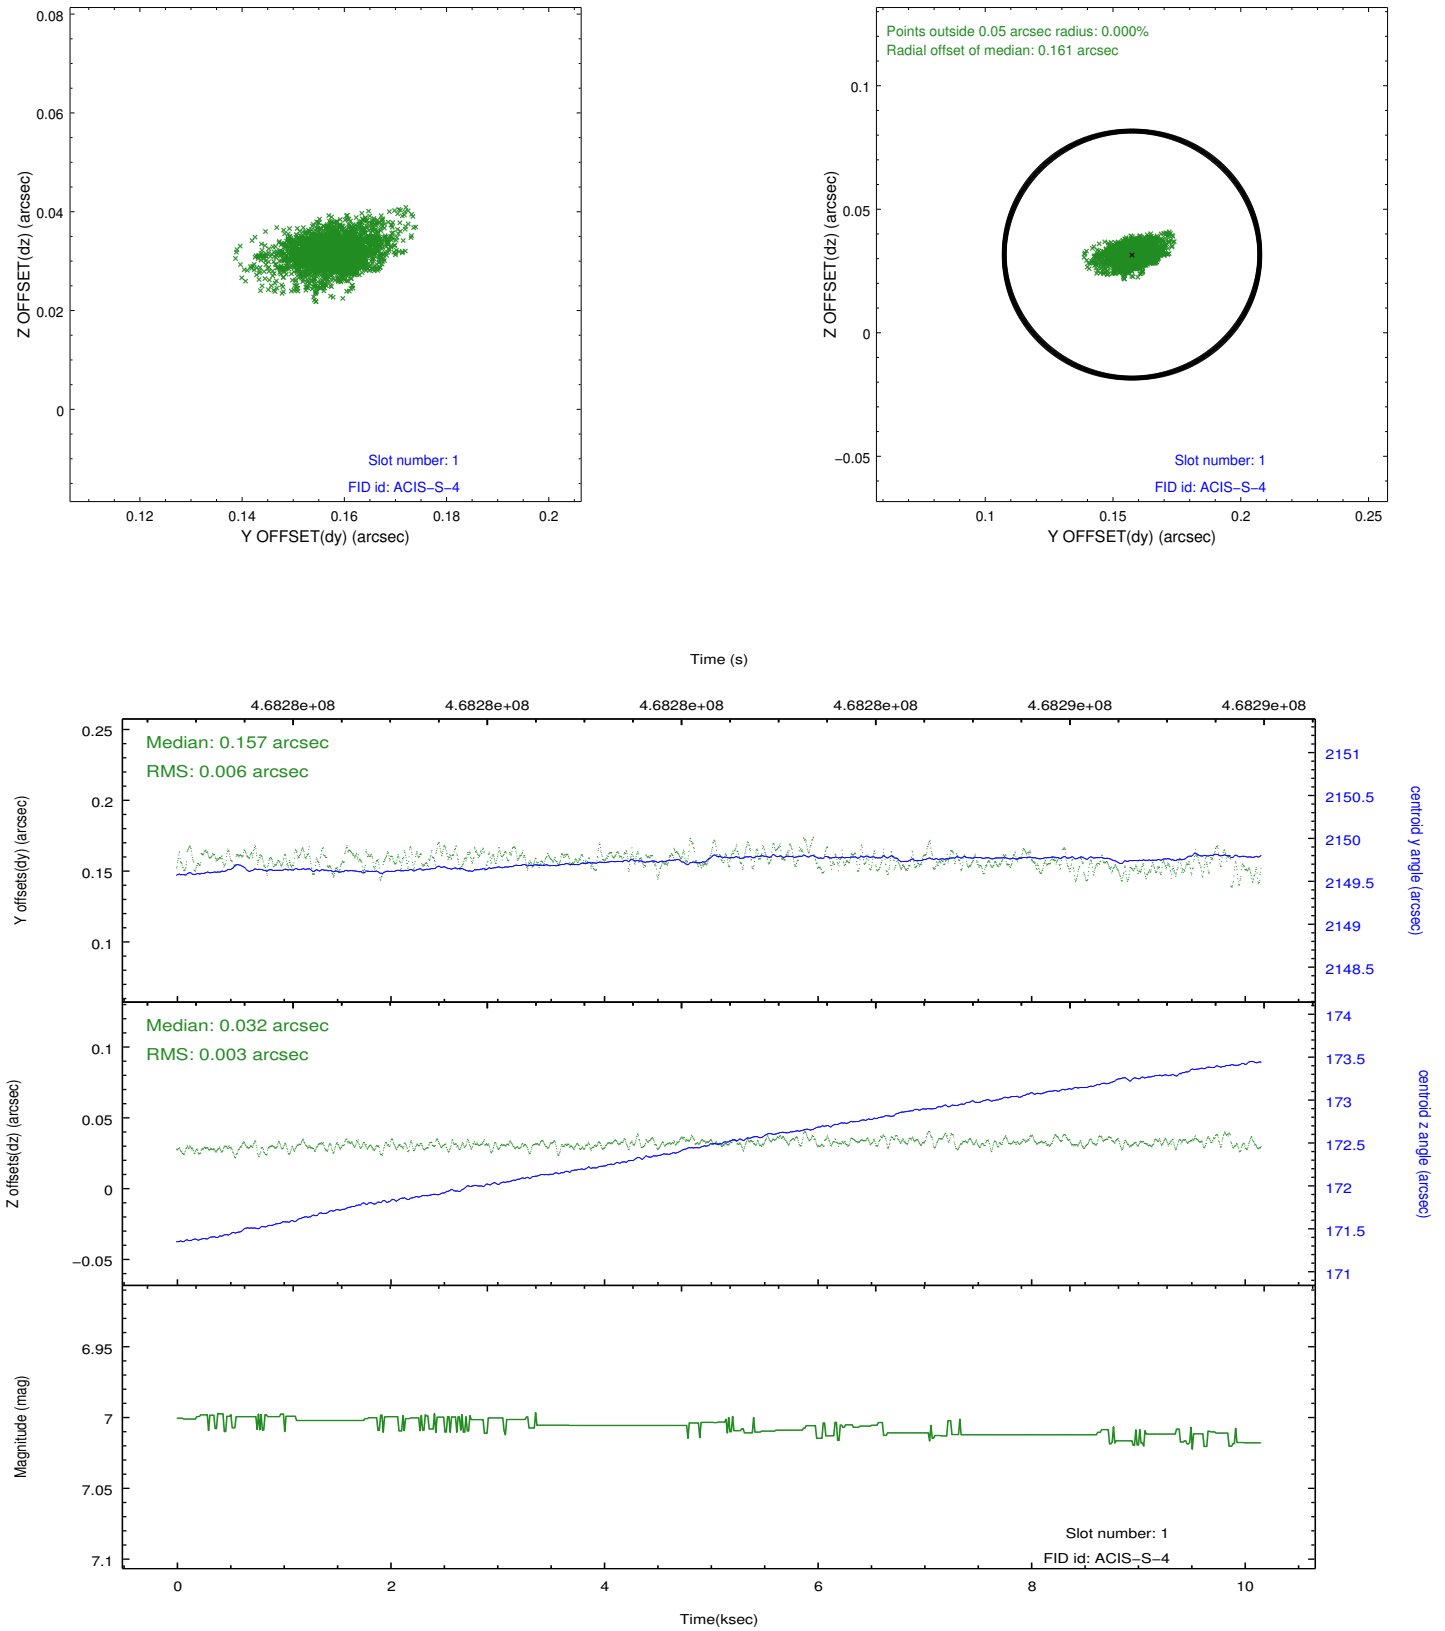 0.08
0.06
0.04
0.02
0
Z OFFSET(dz) (arcsec)
Slot number: 1
FID id: ACIS−S−4
0.12 0.14 0.16 0.18 0.2
Y OFFSET(dy) (arcsec)
Points outside 0.05 arcsec radius: 0.000%
Radial offset of median: 0.161 arcsec
0.1
0.05
0
−0.05
Z OFFSET(dz) (arcsec)
Slot number: 1
FID id: ACIS−S−4
0.1 0.15 0.2 0.25
Y OFFSET(dy) (arcsec)
Time (s)
4.6828e+08 4.6828e+08 4.6828e+08 4.6828e+08 4.6829e+08 4.6829e+08
Median: 0.157 arcsec
RMS: 0.006 arcsec
0.25
0.2
0.15
0.1
Y offsets(dy) (arcsec)
2151
2150.5
2150
2149.5
2149
2148.5
centroid y angle (arcsec)
Median: 0.032 arcsec
RMS: 0.003 arcsec
0.1
0.05
0
−0.05
Z offsets(dz) (arcsec)
174
173.5
173
172.5
172
171.5
171
centroid z angle (arcsec)
6.95
7
7.05
7.1
Magnitude (mag)
Slot number: 1
FID id: ACIS−S−4
0 2 4 6 8 10
Time(ksec)